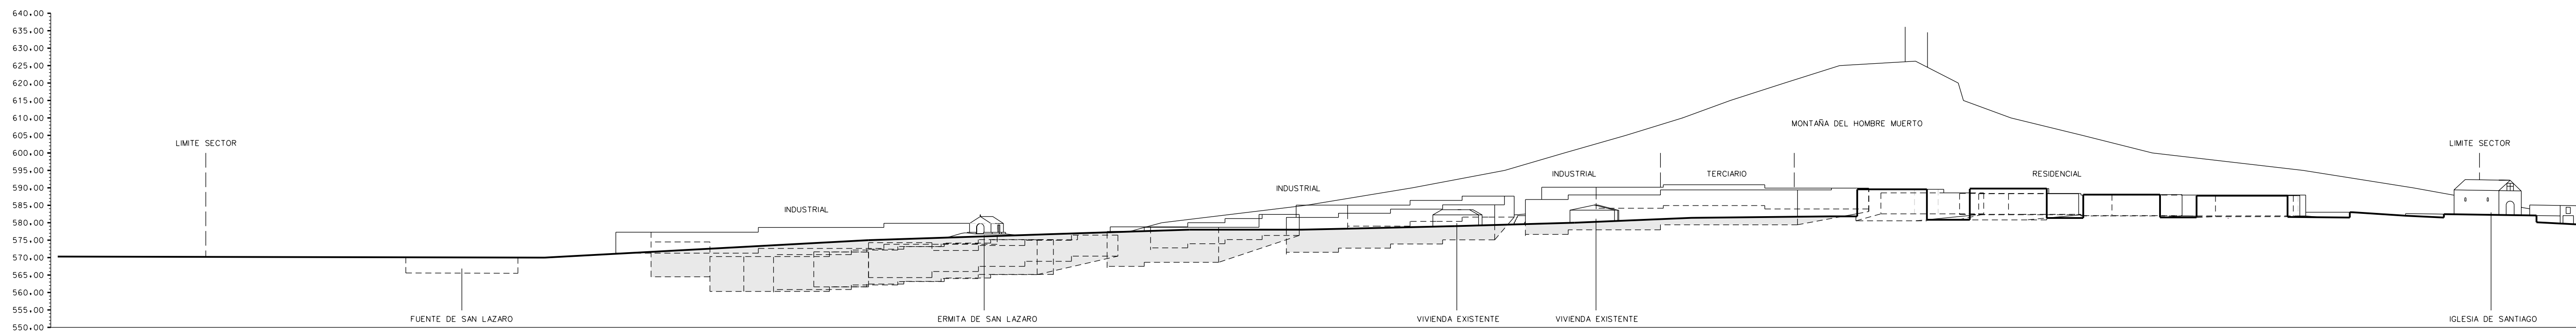 640.00
635.00
630.00
625.00
620.00
615.00
610.00
605.00
600.00
595.00
590.00
585.00
580.00
575.00
570.00
565.00
560.00
555.00
550.00
LIMITE SECTOR
FUENTE DE SAN LAZARO
INDUSTRIAL
ERMITA DE SAN LAZARO
INDUSTRIAL
VIVIENDA EXISTENTE
INDUSTRIAL
VIVIENDA EXISTENTE
TERCIARIO
MONTAÑA DEL HOMBRE MUERTO
RESIDENCIAL
LIMITE SECTOR
IGLESIA DE SANTIAGO